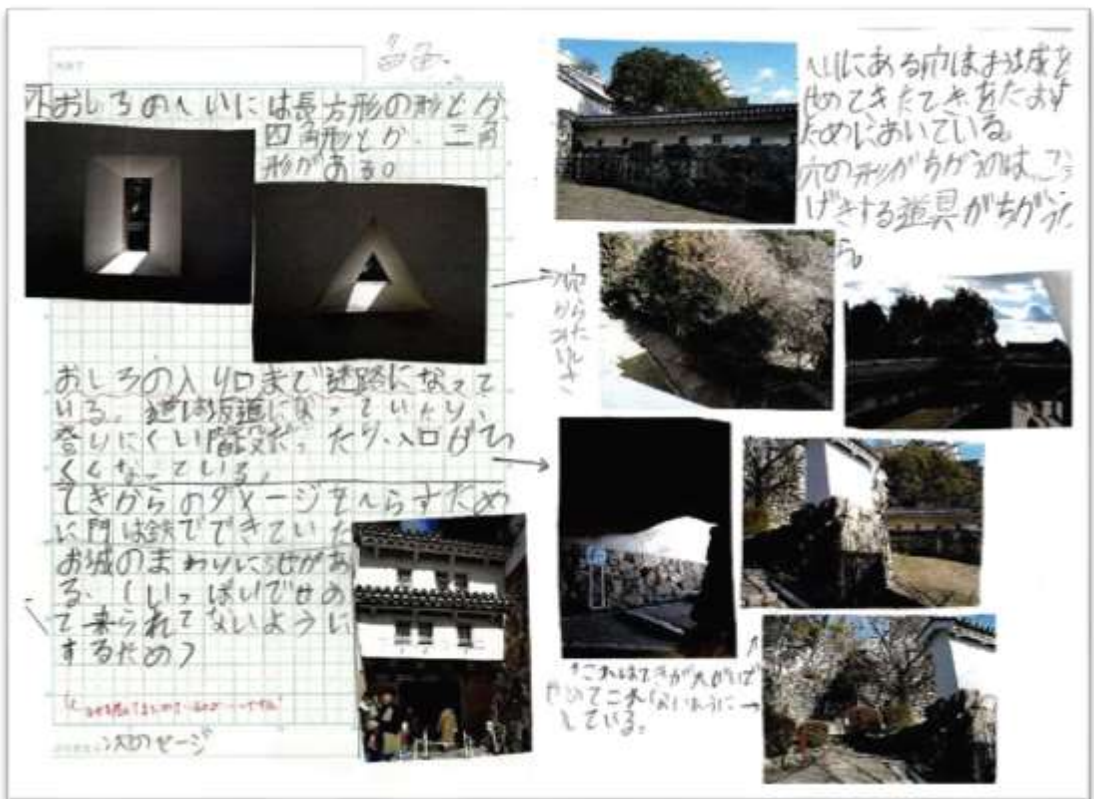 おしろのへいには長方形の形とか、
四角形とか、三角
形がある。
おしろの入り口まで迷路になって
いる。道は坂道になっていたり、
登りにくい階段だったり、入口がひ
くくなっている。
てきからのダメージをへらすため
に門は鉄でできていた
お城のまわりに池があ
る、(いっぱいでせめ
て来られてないように
するため)
次のページ
へいにある穴はお城を
せめてきたてきをたおす
ためにおいている。
穴の形がちがうのは、こう
げきする道具がちがうた
穴からみたけしき
↑これはてきが大ぜいで
せめてこれないように→
している。